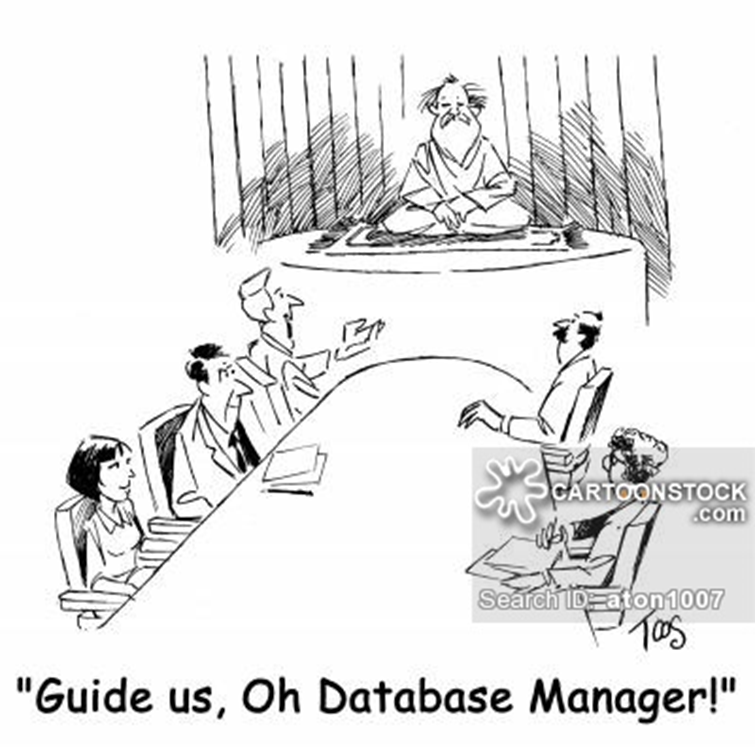 CARTOONSTOCK
.com
Search ID: aton1007
TOOS
"Guide us, Oh Database Manager!"